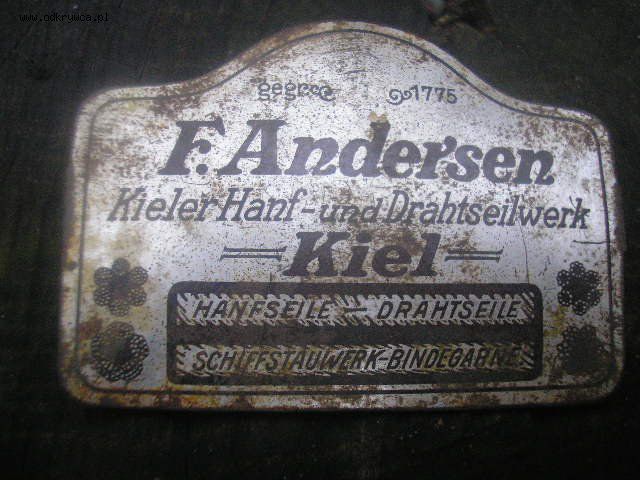 www.odkrywca.pl
gegr. 1775
F. Andersen
Kieler Hanf- und Drahtseilwerk
Kiel
HANFSEILE — DRAHTSEILE
SCHIFFSTAUWERK-BINDEGARNE